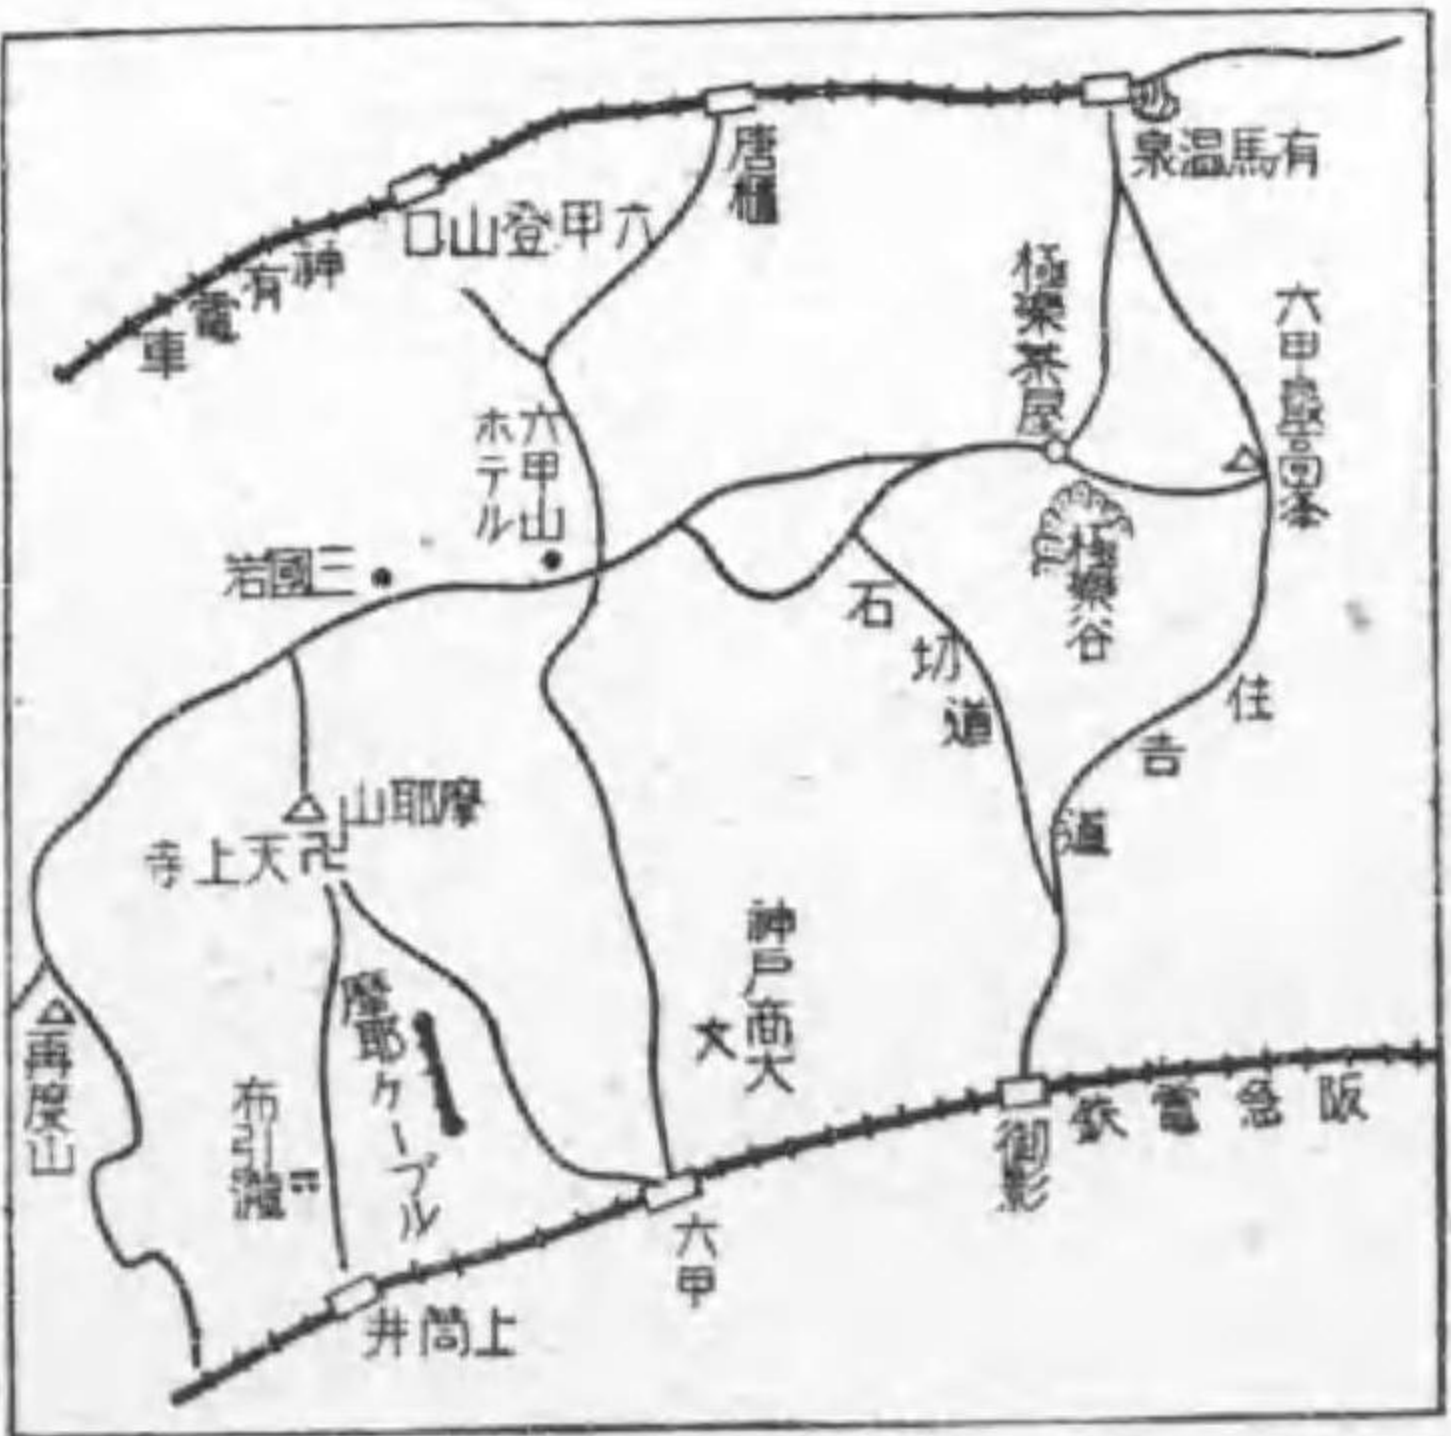 有馬温泉
唐櫃
六甲登山口
神有電車
極楽茶屋
六甲最高峯
六甲山
ホテル
三國岩
極楽谷
石切道
住吉道
摩耶山
天上寺
神戸商大
文
摩耶ケーブル
布引瀧
再度山
阪急電鉄
御影
六甲
上筒井